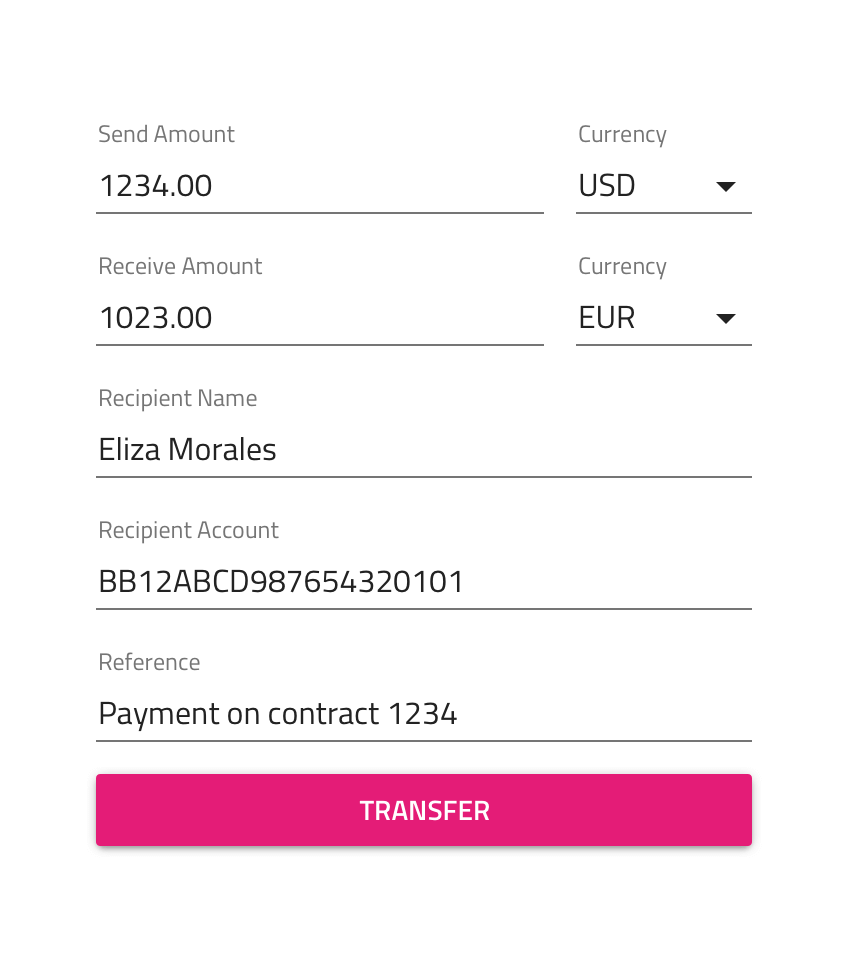 Send Amount Currency
1234.00 USD
Receive Amount Currency
1023.00 EUR
Recipient Name
Eliza Morales
Recipient Account
BB12ABCD987654320101
Reference
Payment on contract 1234
TRANSFER